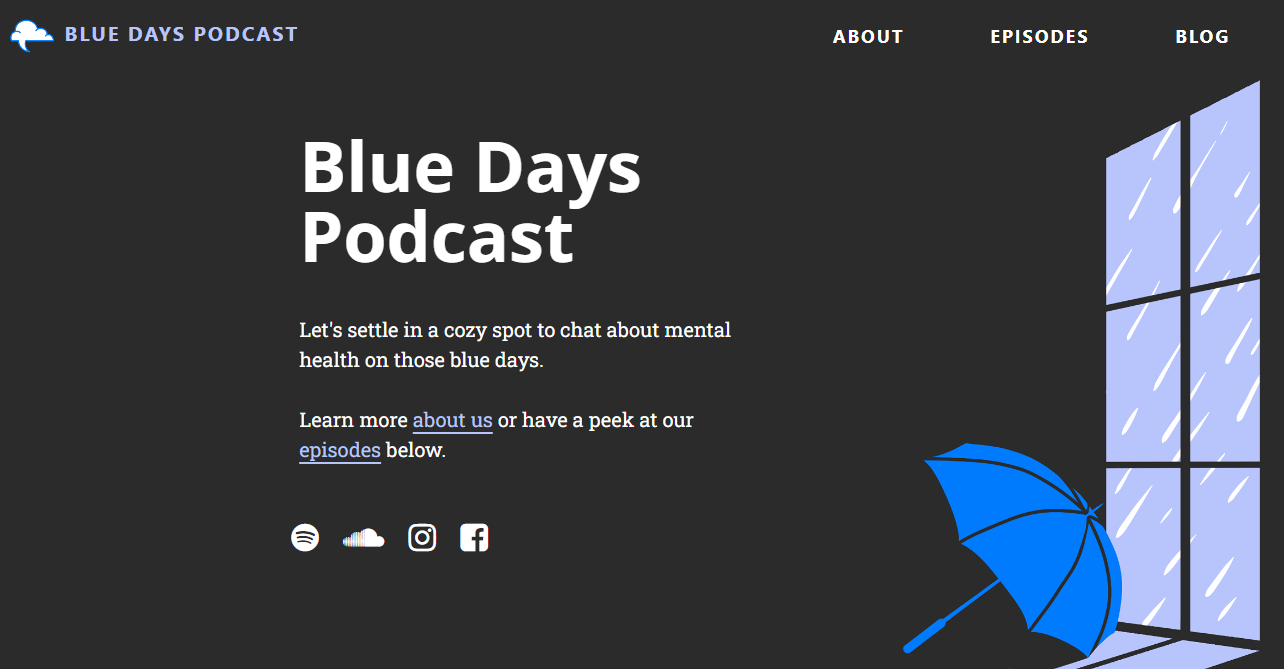 BLUE DAYS PODCAST
ABOUT
EPISODES
BLOG
Blue Days
Podcast
Let's settle in a cozy spot to chat about mental
health on those blue days.
Learn more about us or have a peek at our
episodes below.